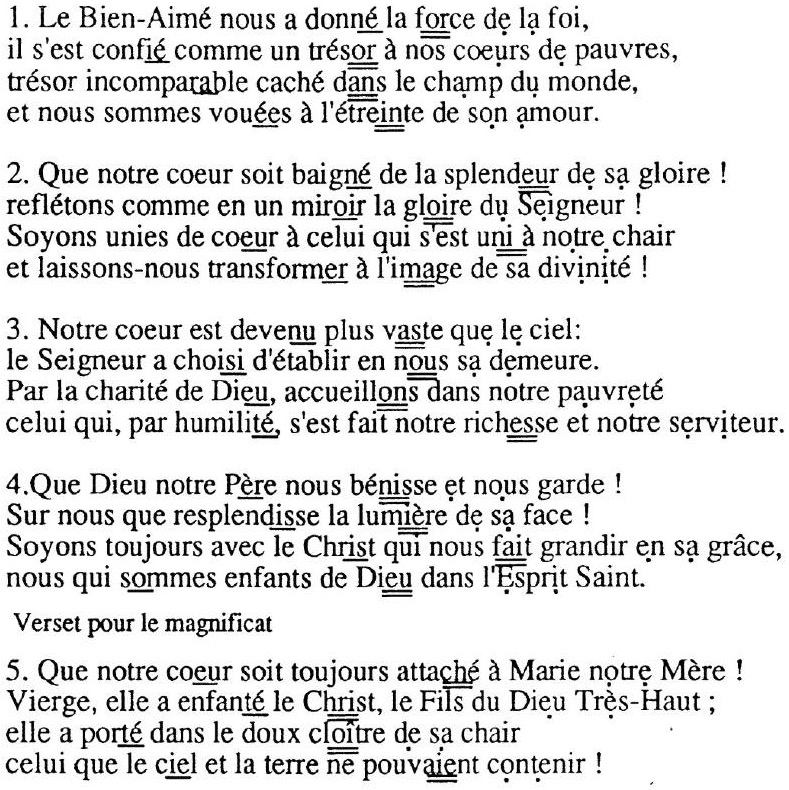 1. Le Bien-Aimé nous a donné la force de la foi,
il s'est confié comme un trésor à nos coeurs de pauvres,
trésor incomparable caché dans le champ du monde,
et nous sommes vouées à l'étreinte de son amour.
2. Que notre coeur soit baigné de la splendeur de sa gloire !
reflétons comme en un miroir la gloire du Seigneur !
Soyons unies de coeur à celui qui s'est uni à notre chair
et laissons-nous transformer à l'image de sa divinité !
3. Notre coeur est devenu plus vaste que le ciel:
le Seigneur a choisi d'établir en nous sa demeure.
Par la charité de Dieu, accueillons dans notre pauvreté
celui qui, par humilité, s'est fait notre richesse et notre serviteur.
4.Que Dieu notre Père nous bénisse et nous garde !
Sur nous que resplendisse la lumière de sa face !
Soyons toujours avec le Christ qui nous fait grandir en sa grâce,
nous qui sommes enfants de Dieu dans l'Esprit Saint.
Verset pour le magnificat
5. Que notre coeur soit toujours attaché à Marie notre Mère !
Vierge, elle a enfanté le Christ, le Fils du Dieu Très-Haut ;
elle a porté dans le doux cloître de sa chair
celui que le ciel et la terre ne pouvaient contenir !